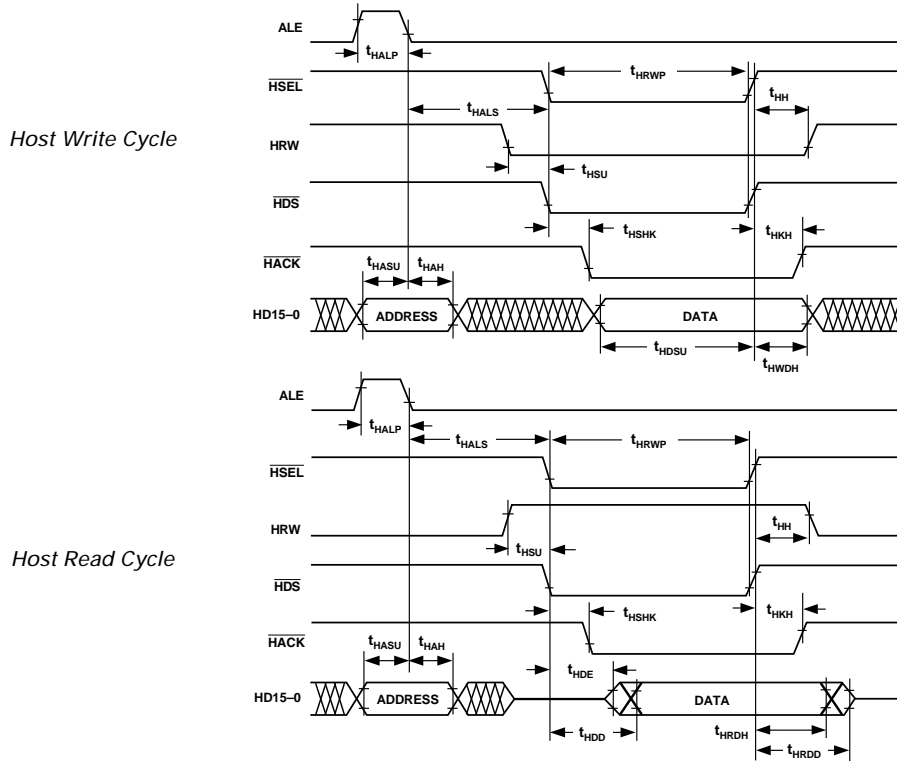 Host Write Cycle
ALE
tHALP
HSEL
tHRWP
tHALS
tHH
HRW
tHSU
HDS
tHSHK
tHKH
HACK
tHASU
tHAH
HD15–0
ADDRESS
DATA
tHDSU
tHWDH
Host Read Cycle
ALE
tHALP
tHALS
tHRWP
HSEL
HRW
tHH
tHSU
HDS
tHSHK
tHKH
HACK
tHASU
tHAH
tHDE
HD15–0
ADDRESS
DATA
tHDD
tHRDH
tHRDD